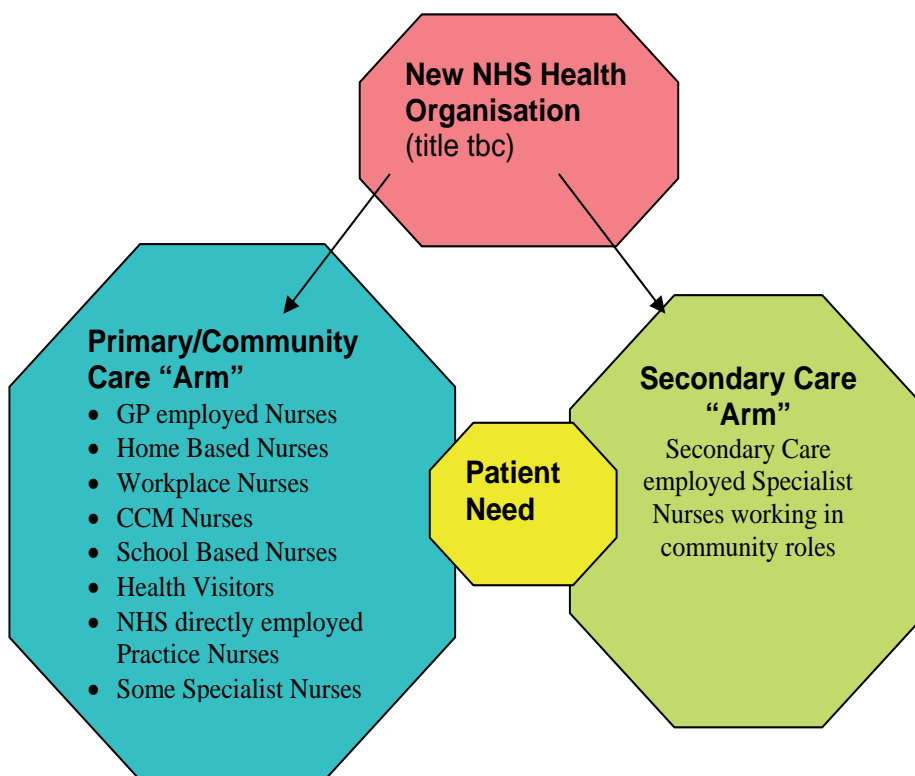 New NHS Health
Organisation
(title tbc)
Primary/Community
Care “Arm”
• GP employed Nurses
• Home Based Nurses
• Workplace Nurses
• CCM Nurses
• School Based Nurses
• Health Visitors
• NHS directly employed
Practice Nurses
• Some Specialist Nurses
Patient
Need
Secondary Care
“Arm”
Secondary Care
employed Specialist
Nurses working in
community roles